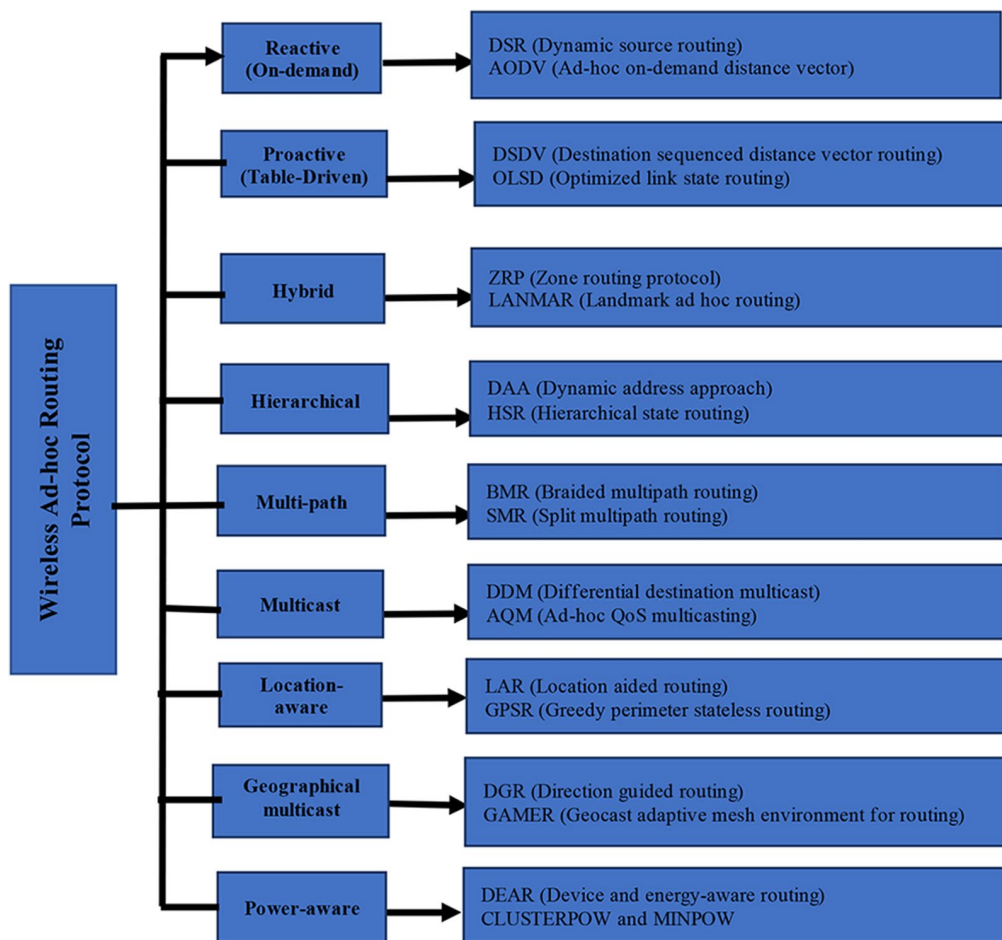 Wireless Ad-hoc Routing
Protocol
Reactive
(On-demand)
DSR (Dynamic source routing)
AODV (Ad-hoc on-demand distance vector)
Proactive
(Table-Driven)
DSDV (Destination sequenced distance vector routing)
OLSD (Optimized link state routing)
Hybrid
ZRP (Zone routing protocol)
LANMAR (Landmark ad hoc routing)
Hierarchical
DAA (Dynamic address approach)
HSR (Hierarchical state routing)
Multi-path
BMR (Braided multipath routing)
SMR (Split multipath routing)
Multicast
DDM (Differential destination multicast)
AQM (Ad-hoc QoS multicasting)
Location-
aware
LAR (Location aided routing)
GPSR (Greedy perimeter stateless routing)
Geographical
multicast
DGR (Direction guided routing)
GAMER (Geocast adaptive mesh environment for routing)
Power-aware
DEAR (Device and energy-aware routing)
CLUSTERPOW and MINPOW